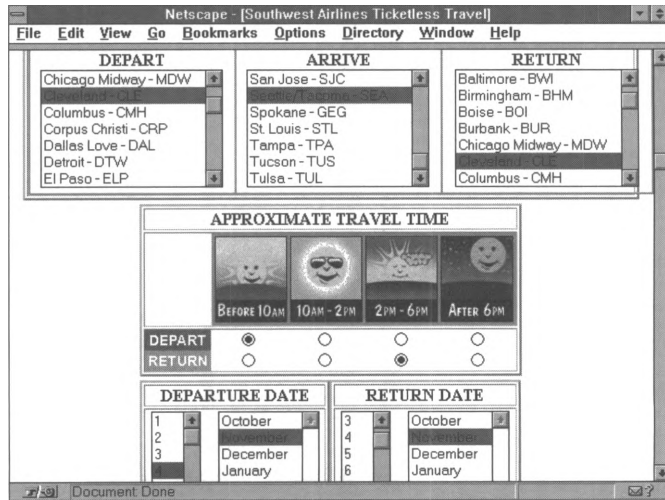 Netscape - [Southwest Airlines Ticketless Travel]
File Edit View Go Bookmarks Options Directory Window Help
DEPART
Chicago Midway - MDW
Cleveland - CLE
Columbus - CMH
Corpus Christi - CRP
Dallas Love - DAL
Detroit - DTW
El Paso - ELP
ARRIVE
San Jose - SJC
Seattle/Tacoma - SEA
Spokane - GEG
St. Louis - STL
Tampa - TPA
Tucson - TUS
Tulsa - TUL
RETURN
Baltimore - BWI
Birmingham - BHM
Boise - BOI
Burbank - BUR
Chicago Midway - MDW
Cleveland - CLE
Columbus - CMH
APPROXIMATE TRAVEL TIME
BEFORE 10AM 10AM - 2PM 2PM - 6PM AFTER 6PM
DEPART
RETURN
DEPARTURE DATE
1
2
3
4
October
November
December
January
RETURN DATE
3
4
5
6
October
November
December
January
Document: Done